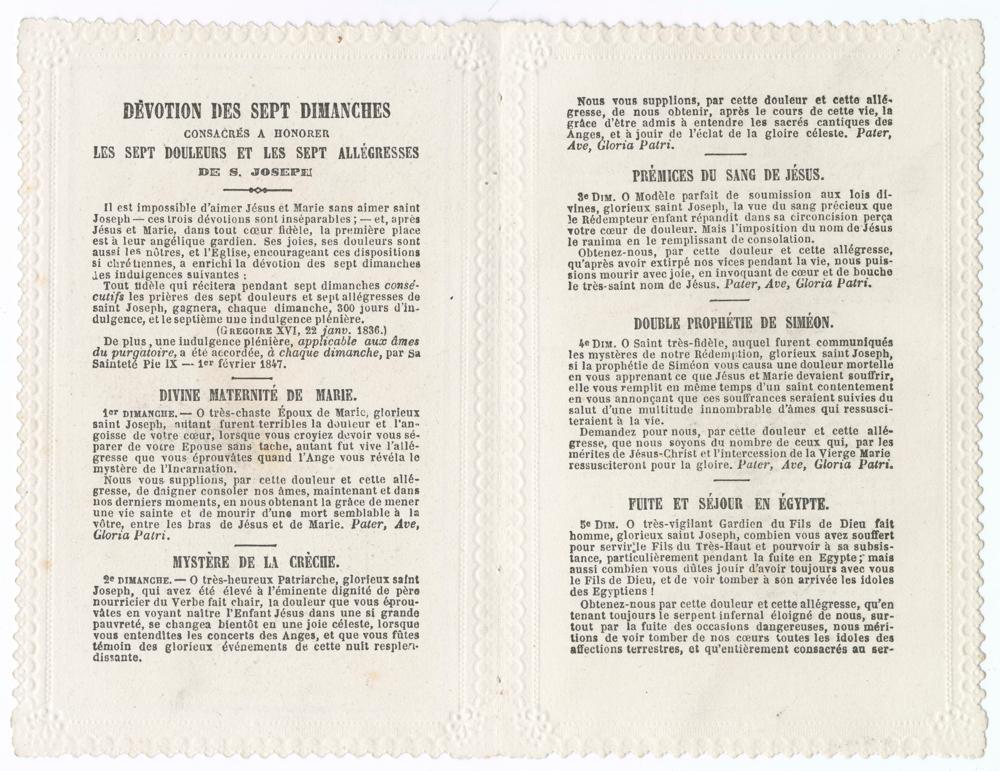 DÉVOTION DES SEPT DIMANCHES
CONSACRÉS A HONORER
LES SEPT DOULEURS ET LES SEPT ALLÉGRESSES
DE S. JOSEPH
Il est impossible d'aimer Jésus et Marie sans aimer saint
Joseph — ces trois dévotions sont inséparables ; — et, après
Jésus et Marie, dans tout cœur fidèle, la première place
est à leur angélique gardien. Ses joies, ses douleurs sont
aussi les nôtres, et l'Église, encourageant ces dispositions
si chrétiennes, a enrichi la dévotion des sept dimanches
des indulgences suivantes :
Tout fidèle qui récitera pendant sept dimanches consé-
cutifs les prières des sept douleurs et sept allégresses de
saint Joseph, gagnera, chaque dimanche, 300 jours d'in-
dulgence, et le septième une indulgence plénière.
(GREGOIRE XVI, 22 janv. 1836.)
De plus, une indulgence plénière, applicable aux âmes
du purgatoire, a été accordée, à chaque dimanche, par Sa
Sainteté Pie IX — 1er février 1847.
DIVINE MATERNITÉ DE MARIE.
1er DIMANCHE. — O très-chaste Époux de Marie, glorieux
saint Joseph, autant furent terribles la douleur et l'an-
goisse de votre cœur, lorsque vous croyiez devoir vous sé-
parer de votre Epouse sans tache, autant fut vive l'allé-
gresse que vous éprouvâtes quand l'Ange vous révéla le
mystère de l'Incarnation.
Nous vous supplions, par cette douleur et cette allé-
gresse, de daigner consoler nos âmes, maintenant et dans
nos derniers moments, en nous obtenant la grâce de mener
une vie sainte et de mourir d'une mort semblable à la
vôtre, entre les bras de Jésus et de Marie. Pater, Ave,
Gloria Patri.
MYSTÈRE DE LA CRÈCHE.
2e DIMANCHE. — O très-heureux Patriarche, glorieux saint
Joseph, qui avez été élevé à l'éminente dignité de père
nourricier du Verbe fait chair, la douleur que vous éprou-
vâtes en voyant naître l'Enfant Jésus dans une si grande
pauvreté, se changea bientôt en une joie céleste, lorsque
vous entendîtes les concerts des Anges, et que vous fûtes
témoin des glorieux événements de cette nuit resplen-
dissante.
Nous vous supplions, par cette douleur et cette allé-
gresse, de nous obtenir, après le cours de cette vie, la
grâce d'être admis à entendre les sacrés cantiques des
Anges, et à jouir de l'éclat de la gloire céleste. Pater,
Ave, Gloria Patri.
PRÉMICES DU SANG DE JÉSUS.
3e DIM. O Modèle parfait de soumission aux lois di-
vines, glorieux saint Joseph, la vue du sang précieux que
le Rédempteur enfant répandit dans sa circoncision perça
votre cœur de douleur. Mais l'imposition du nom de Jésus
le ranima en le remplissant de consolation.
Obtenez-nous, par cette douleur et cette allégresse,
qu'après avoir extirpé nos vices pendant la vie, nous puis-
sions mourir avec joie, en invoquant de cœur et de bouche
le très-saint nom de Jésus. Pater, Ave, Gloria Patri.
DOUBLE PROPHÉTIE DE SIMÉON.
4e DIM. O Saint très-fidèle, auquel furent communiqués
les mystères de notre Rédemption, glorieux saint Joseph,
si la prophétie de Siméon vous causa une douleur mortelle
en vous apprenant ce que Jésus et Marie devaient souffrir,
elle vous remplit en même temps d'un saint contentement
en vous annonçant que ces souffrances seraient suivies du
salut d'une multitude innombrable d'âmes qui ressusci-
teraient à la vie.
Demandez pour nous, par cette douleur et cette allé-
gresse, que nous soyons du nombre de ceux qui, par les
mérites de Jésus-Christ et l'intercession de la Vierge Marie
ressusciteront pour la gloire. Pater, Ave, Gloria Patri.
FUITE ET SÉJOUR EN ÉGYPTE.
5e DIM. O très-vigilant Gardien du Fils de Dieu fait
homme, glorieux saint Joseph, combien vous avez souffert
pour servir le Fils du Très-Haut et pourvoir à sa subsis-
tance, particulièrement pendant la fuite en Egypte ; mais
aussi combien vous dûtes jouir d'avoir toujours avec vous
le Fils de Dieu, et de voir tomber à son arrivée les idoles
des Egyptiens !
Obtenez-nous par cette douleur et cette allégresse, qu'en
tenant toujours le serpent infernal éloigné de nous, sur-
tout par la fuite des occasions dangereuses, nous méri-
tions de voir tomber de nos cœurs toutes les idoles des
affections terrestres, et qu'entièrement consacrés au ser-